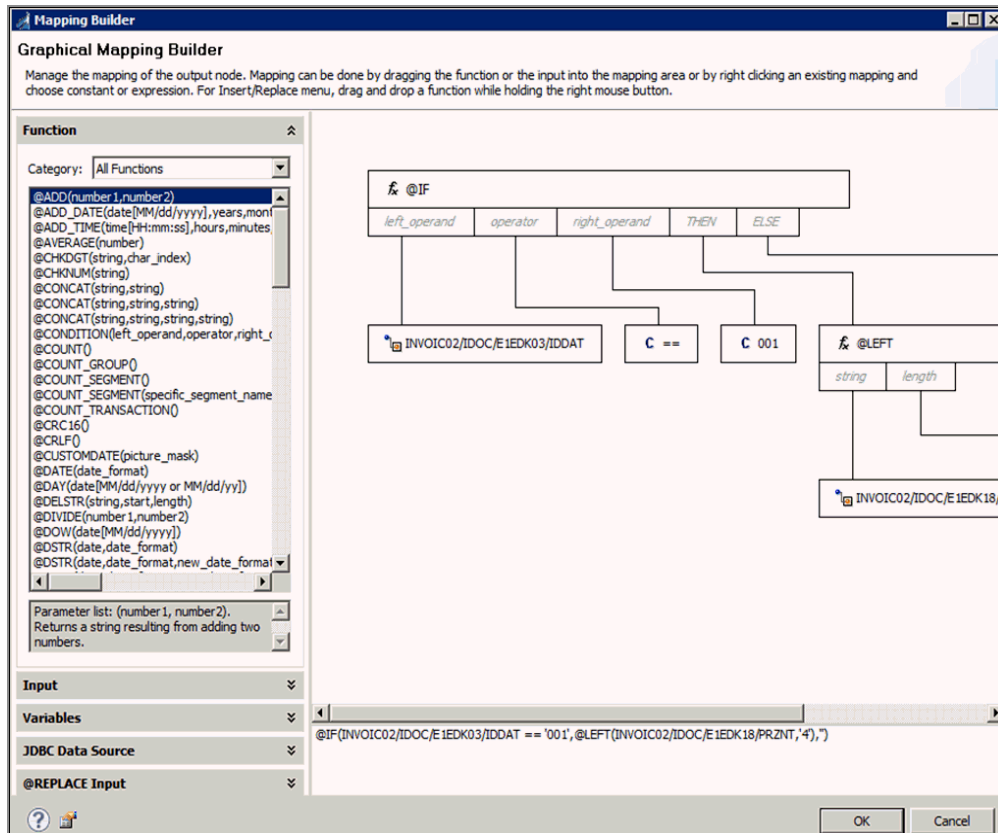 Mapping Builder
Graphical Mapping Builder
Manage the mapping of the output node. Mapping can be done by dragging the function or the input into the mapping area or by right clicking an existing mapping and
choose constant or expression. For Insert/Replace menu, drag and drop a function while holding the right mouse button.
Function
Category: All Functions
@ADD(number1,number2)
@ADD_DATE(date[MM/dd/yyyy],years,mont
@ADD_TIME(time[HH:mm:ss],hours,minutes,
@AVERAGE(number)
@CHKDGT(string,char_index)
@CHKNUM(string)
@CONCAT(string,string)
@CONCAT(string,string,string)
@CONCAT(string,string,string,string)
@CONDITION(left_operand,operator,right_o
@COUNT()
@COUNT_GROUP()
@COUNT_SEGMENT()
@COUNT_SEGMENT(specific_segment_name
@COUNT_TRANSACTION()
@CRC16()
@CRLF()
@CUSTOMDATE(picture_mask)
@DATE(date_format)
@DAY(date[MM/dd/yyyy or MM/dd/yy])
@DELSTR(string,start,length)
@DIVIDE(number1,number2)
@DOW(date[MM/dd/yyyy])
@DSTR(date,date_format)
@DSTR(date,date_format,new_date_format
Parameter list: (number1, number2).
Returns a string resulting from adding two
numbers.
Input
Variables
JDBC Data Source
@REPLACE Input
fx @IF
left_operand operator right_operand THEN ELSE
INVOIC02/IDOC/E1EDK03/IDDAT
C ==
C 001
fx @LEFT
string length
INVOIC02/IDOC/E1EDK18/
@IF(INVOIC02/IDOC/E1EDK03/IDDAT == '001',@LEFT(INVOIC02/IDOC/E1EDK18/PRZNT,'4'),'')
OK Cancel